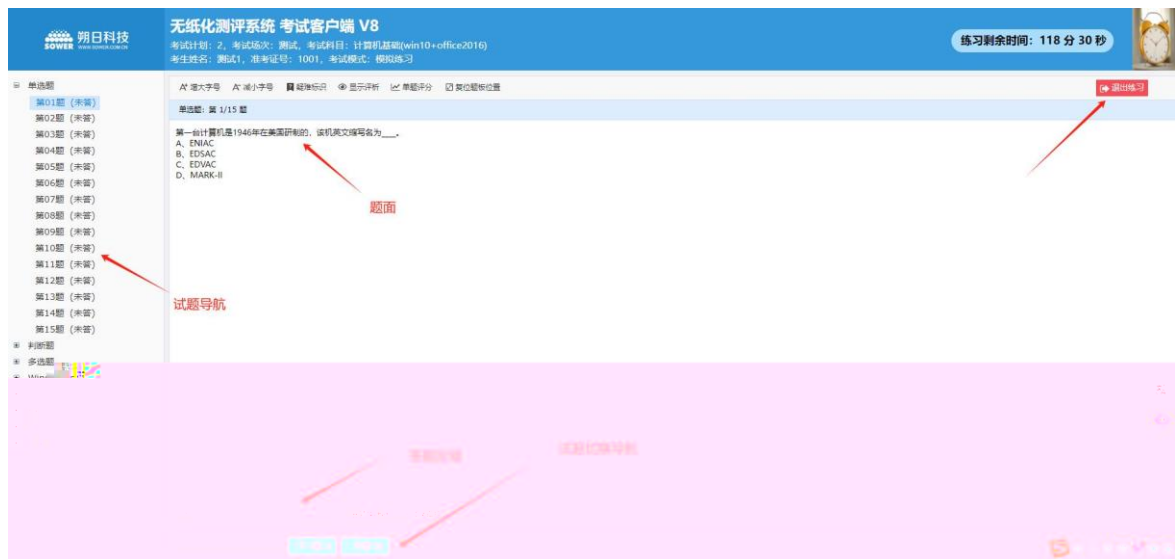 朔日科技
SOWER WWW.SOWER.COM.CN
无纸化测评系统 考试客户端 V8
考试计划：2，考试场次：测试，考试科目：计算机基础(win10+office2016)
考生姓名：测试1，准考证号：1001，考试模式：模拟练习
练习剩余时间：118 分 30 秒
单选题
第01题 (未答)
第02题 (未答)
第03题 (未答)
第04题 (未答)
第05题 (未答)
第06题 (未答)
第07题 (未答)
第08题 (未答)
第09题 (未答)
第10题 (未答)
第11题 (未答)
第12题 (未答)
第13题 (未答)
第14题 (未答)
第15题 (未答)
判断题
多选题
增大字号 减小字号 疑难标识 显示评析 单题评分 复位题板位置
退出练习
单选题：第 1/15 题
第一台计算机是1946年在美国研制的，该机英文缩写名为___。
A、ENIAC
B、EDSAC
C、EDVAC
D、MARK-II
题面
试题导航